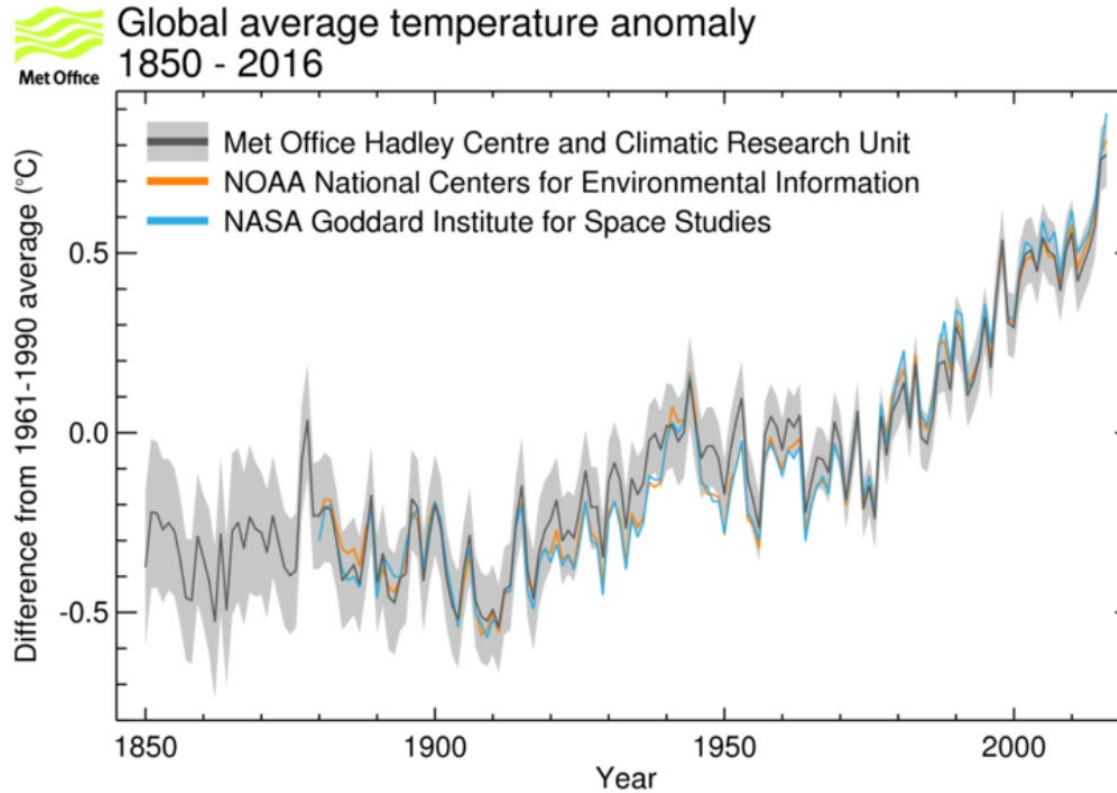 Met Office
Global average temperature anomaly
1850 - 2016
Difference from 1961-1990 average (°C)
Met Office Hadley Centre and Climatic Research Unit
NOAA National Centers for Environmental Information
NASA Goddard Institute for Space Studies
0.5
0.0
-0.5
1850
1900
1950
2000
Year